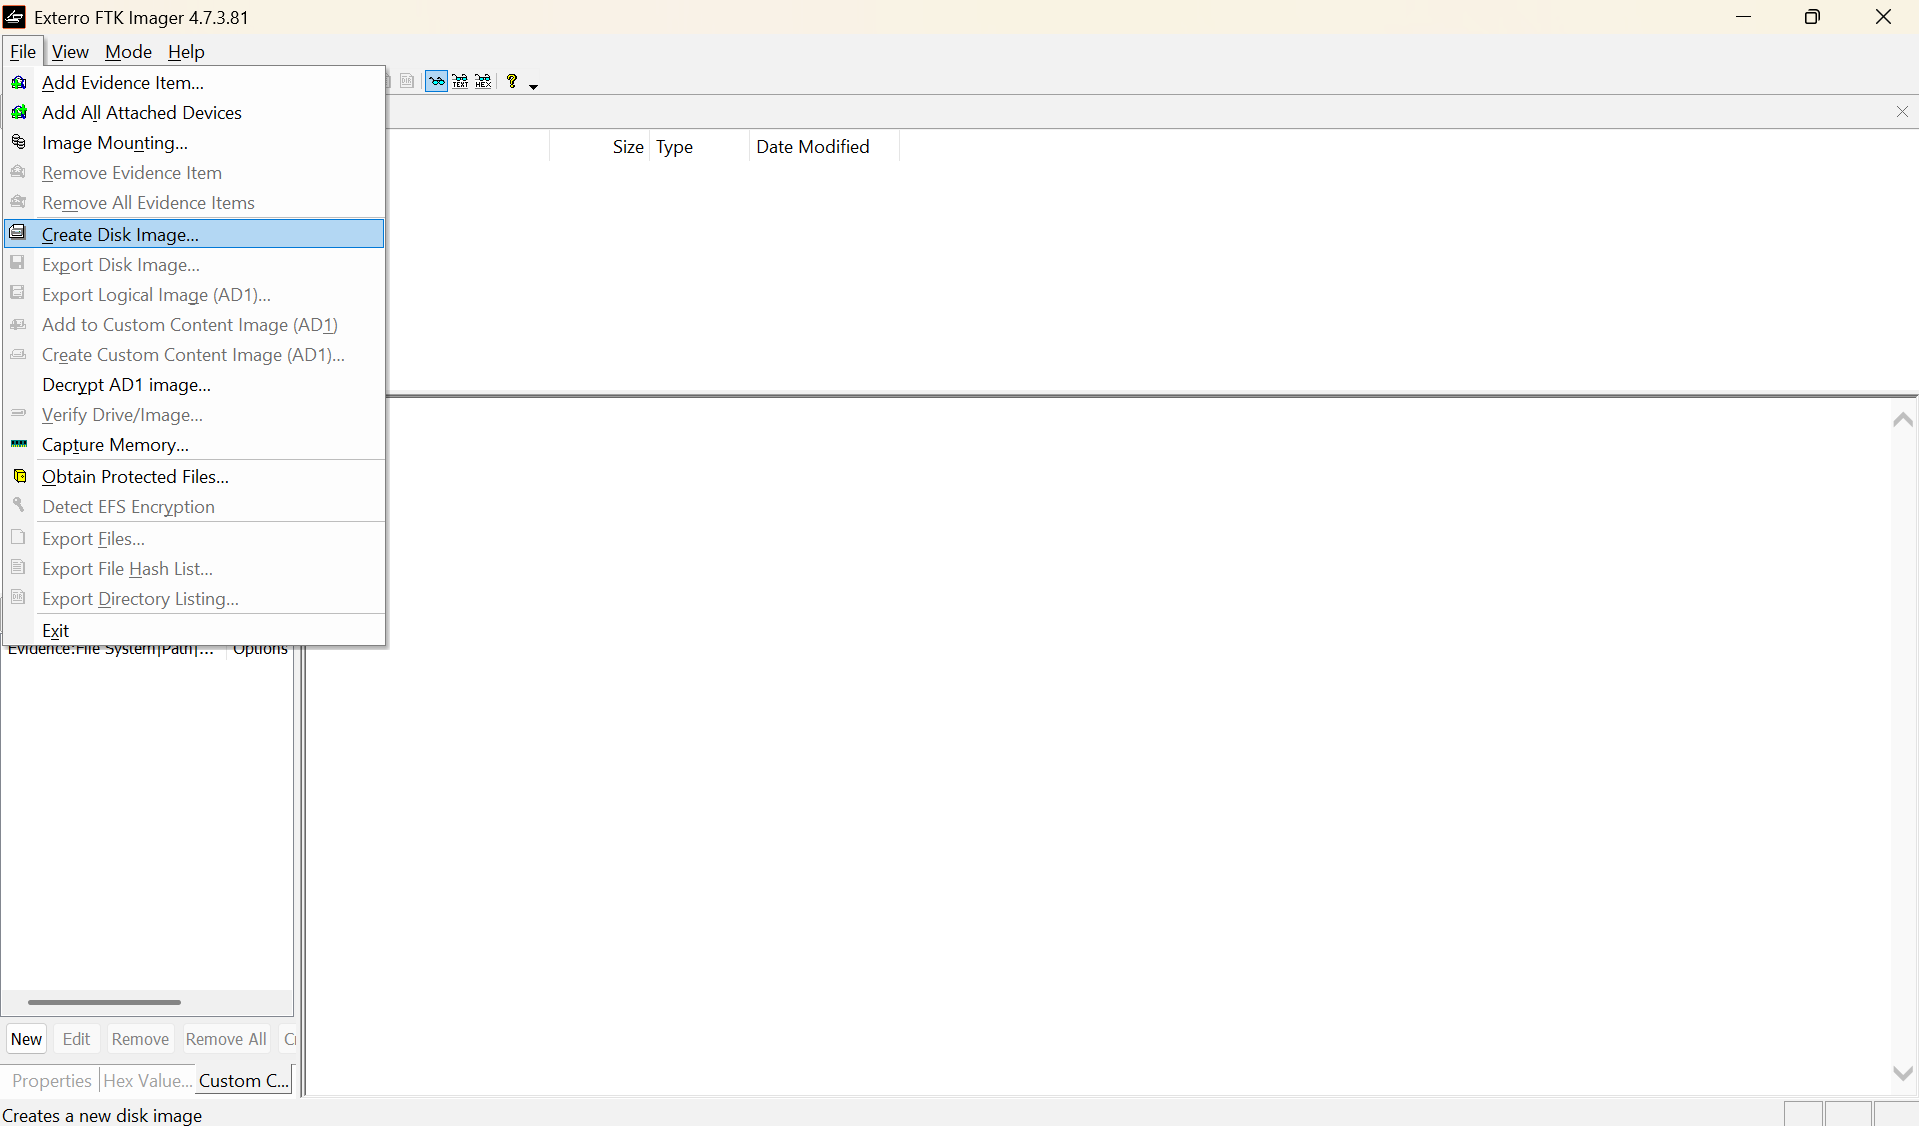 Exterro FTK Imager 4.7.3.81
File View Mode Help
Add Evidence Item...
Add All Attached Devices
Image Mounting...
Remove Evidence Item
Remove All Evidence Items
Create Disk Image...
Export Disk Image...
Export Logical Image (AD1)...
Add to Custom Content Image (AD1)
Create Custom Content Image (AD1)...
Decrypt AD1 image...
Verify Drive/Image...
Capture Memory...
Obtain Protected Files...
Detect EFS Encryption
Export Files...
Export File Hash List...
Export Directory Listing...
Exit
DIR TEXT HEX ?
Size Type Date Modified
Evidence:File System|Path|... Options
New Edit Remove Remove All
Properties Hex Value... Custom C...
Creates a new disk image